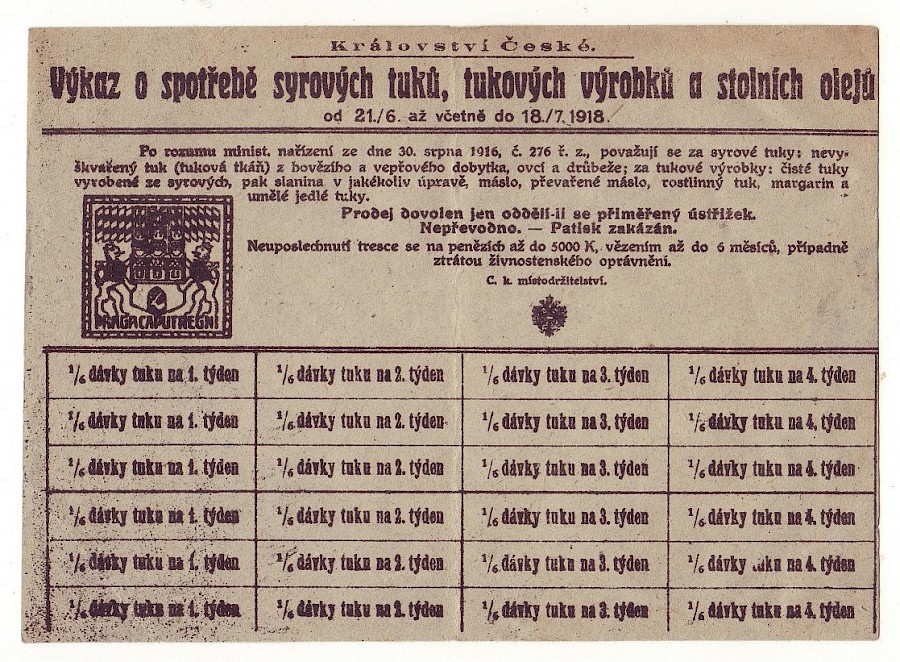 Království České.
Výkaz o spotřebě syrových tuků, tukových výrobků a stolních olejů
od 21./6. až včetně do 18./7. 1918.
Po rozumu minist. nařízení ze dne 30. srpna 1916, č. 276 ř. z., považují se za syrové tuky: nevy-
škvařený tuk (tuková tkáň) z hovězího a vepřového dobytka, ovcí a drůbeže; za tukové výrobky: čisté tuky
vyrobené ze syrových, pak slanina v jakékoliv úpravě, máslo, převařené máslo, rostlinný tuk, margarin a
umělé jedlé tuky.
Prodej dovolen jen oddělí-li se přiměřený ústřižek.
Nepřevodno. — Patisk zakázán.
Neuposlechnutí tresce se na penězích až do 5000 K, vězením až do 6 měsíců, případně
ztrátou živnostenského oprávnění.
C. k. místodržitelství.
PRAGA CAPUT REGNI
1/6 dávky tuku na 1. týden 1/6 dávky tuku na 2. týden 1/6 dávky tuku na 3. týden 1/6 dávky tuku na 4. týden
1/6 dávky tuku na 1. týden 1/6 dávky tuku na 2. týden 1/6 dávky tuku na 3. týden 1/6 dávky tuku na 4. týden
1/6 dávky tuku na 1. týden 1/6 dávky tuku na 2. týden 1/6 dávky tuku na 3. týden 1/6 dávky tuku na 4. týden
1/6 dávky tuku na 1. týden 1/6 dávky tuku na 2. týden 1/6 dávky tuku na 3. týden 1/6 dávky tuku na 4. týden
1/6 dávky tuku na 1. týden 1/6 dávky tuku na 2. týden 1/6 dávky tuku na 3. týden 1/6 dávky tuku na 4. týden
1/6 dávky tuku na 1. týden 1/6 dávky tuku na 2. týden 1/6 dávky tuku na 3. týden 1/6 dávky tuku na 4. týden